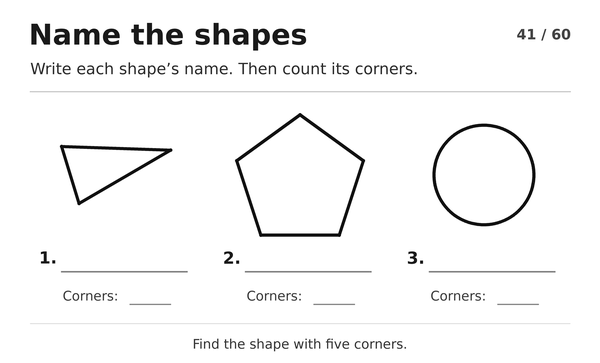 Name the shapes
41 / 60
Write each shape’s name. Then count its corners.
1. 2. 3.
Corners: Corners: Corners:
Find the shape with five corners.